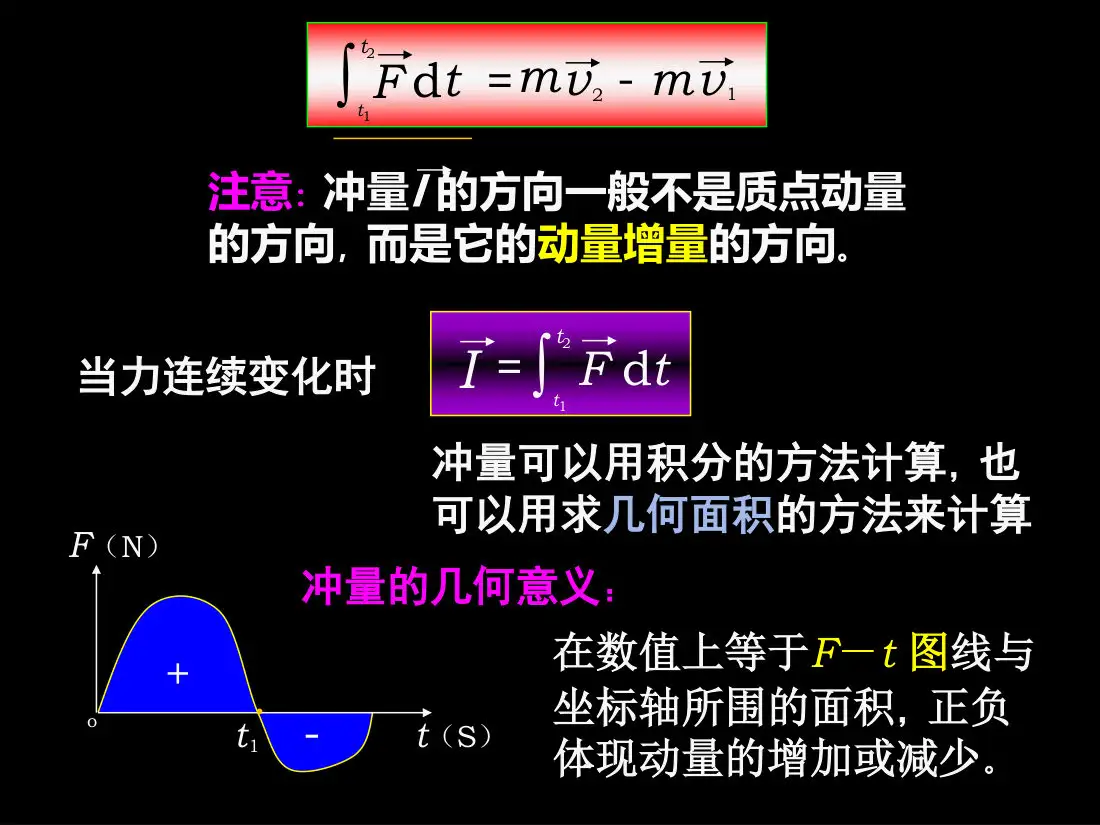 ∫_{t₁}^{t₂} F⃗ dt = mv⃗₂ - mv⃗₁
注意：冲量I⃗的方向一般不是质点动量
的方向，而是它的动量增量的方向。
当力连续变化时
I⃗ = ∫_{t₁}^{t₂} F⃗ dt
冲量可以用积分的方法计算，也
可以用求几何面积的方法来计算
F（N）
冲量的几何意义：
在数值上等于F－t 图线与
坐标轴所围的面积，正负
体现动量的增加或减少。
+
o
t₁
-
t（S）